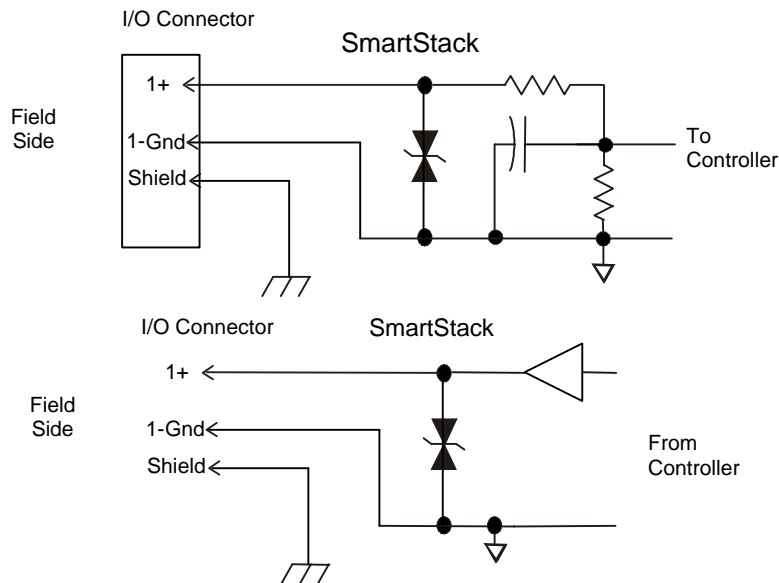 I/O Connector
SmartStack
1+
Field
Side
1-Gnd
To
Controller
Shield
I/O Connector
SmartStack
1+
Field
Side
1-Gnd
From
Controller
Shield